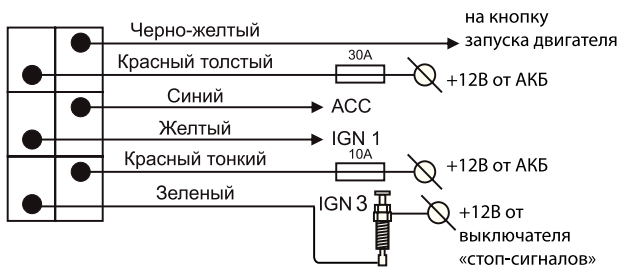 Черно-желтый
на кнопку
запуска двигателя
Красный толстый
30А
+12В от АКБ
Синий
ACC
Желтый
IGN 1
Красный тонкий
10А
+12В от АКБ
Зеленый
IGN 3
+12В от
выключателя
«стоп-сигналов»